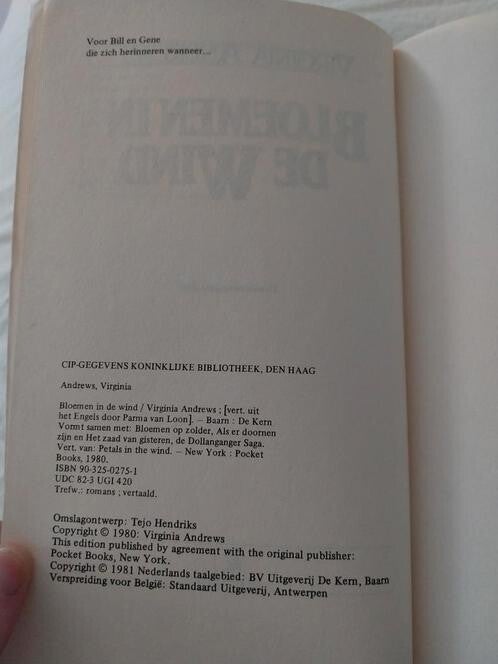 Voor Bill en Gene
die zich herinneren wanneer...
BLOEMEN IN
DE WIND
CIP-GEGEVENS KONINKLIJKE BIBLIOTHEEK, DEN HAAG
Andrews, Virginia
Bloemen in de wind / Virginia Andrews ; [vert. uit
het Engels door Parma van Loon]. – Baarn : De Kern
Vormt samen met: Bloemen op zolder, Als er doornen
zijn en Het zaad van gisteren, de Dollanganger Saga.
Vert. van: Petals in the wind. – New York : Pocket
Books, 1980.
ISBN 90-325-0275-1
UDC 82-3 UGI 420
Trefw.: romans ; vertaald.
Omslagontwerp: Tejo Hendriks
Copyright © 1980: Virginia Andrews
This edition published by agreement with the original publisher:
Pocket Books, New York.
Copyright © 1981 Nederlands taalgebied: BV Uitgeverij De Kern, Baarn
Verspreiding voor België: Standaard Uitgeverij, Antwerpen